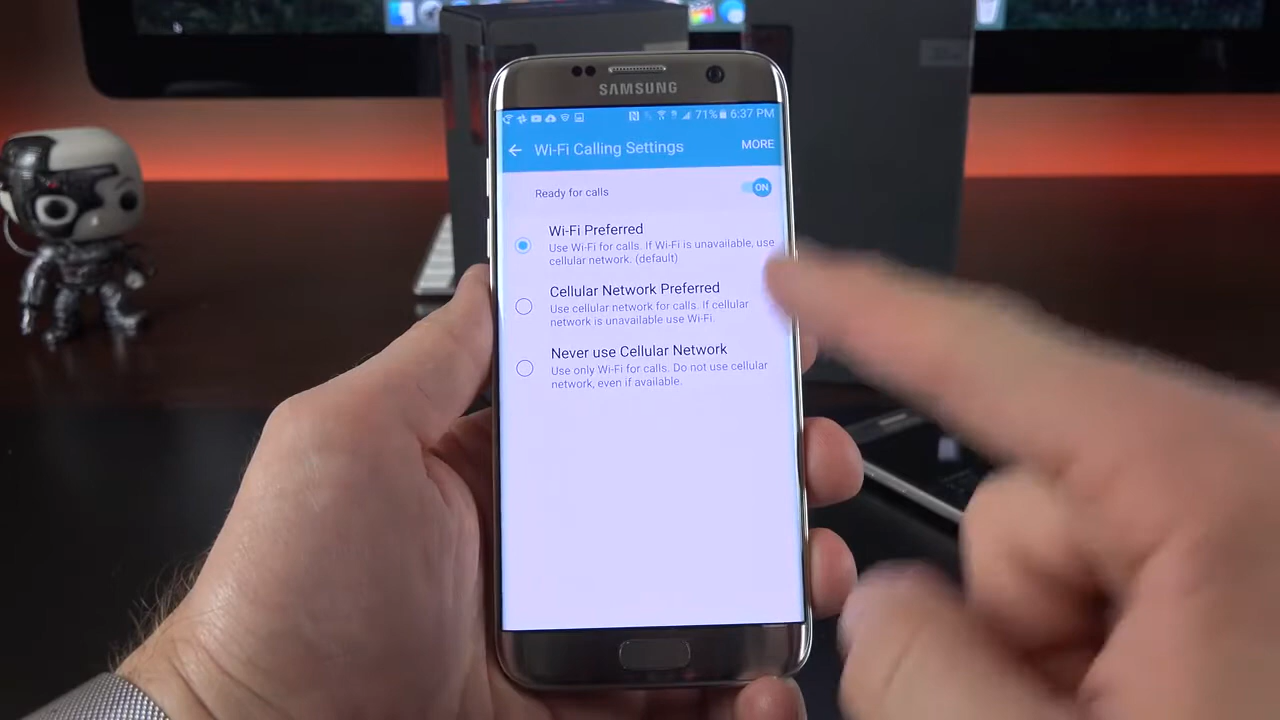 SAMSUNG
71% 6:37 PM
Wi-Fi Calling Settings MORE
Ready for calls ON
Wi-Fi Preferred
Use Wi-Fi for calls. If Wi-Fi is unavailable, use
cellular network. (default)
Cellular Network Preferred
Use cellular network for calls. If cellular
network is unavailable use Wi-Fi.
Never use Cellular Network
Use only Wi-Fi for calls. Do not use cellular
network, even if available.